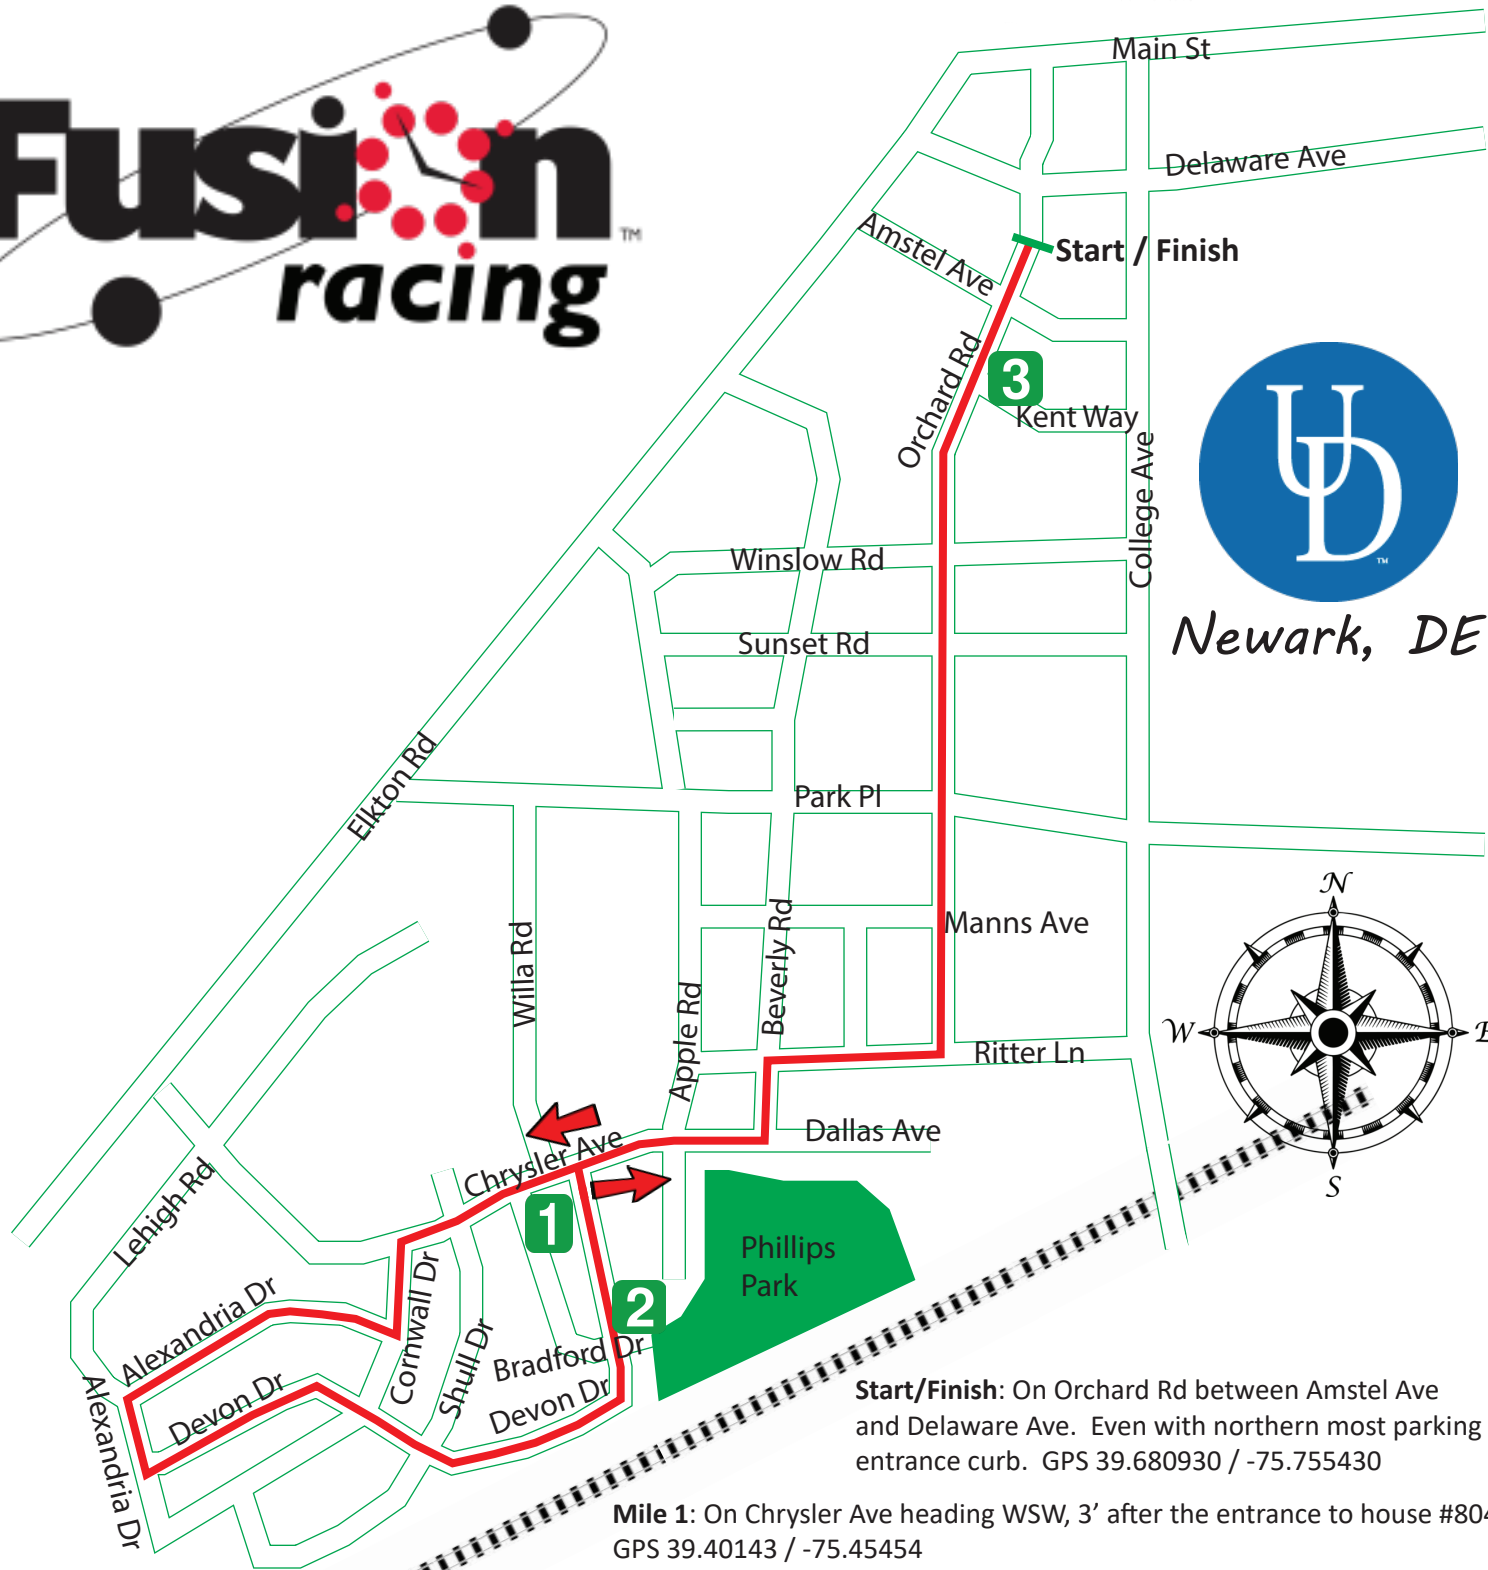 Fusion
™
racing
Main St
Delaware Ave
Amstel Ave
Start / Finish
Orchard Rd
3
Kent Way
College Ave
UD
™
Newark, DE
Winslow Rd
Sunset Rd
Elkton Rd
Park Pl
Manns Ave
Willa Rd
Beverly Rd
Apple Rd
Ritter Ln
N
W
E
S
Dallas Ave
Chrysler Ave
Lehigh Rd
1
2
Phillips
Park
Alexandria Dr
Cornwall Dr
Shull Dr
Bradford Dr
Devon Dr
Devon Dr
Alexandria Dr
Start/Finish: On Orchard Rd between Amstel Ave
and Delaware Ave. Even with northern most parking
entrance curb. GPS 39.680930 / -75.755430
Mile 1: On Chrysler Ave heading WSW, 3’ after the entrance to house #804
GPS 39.40143 / -75.45454